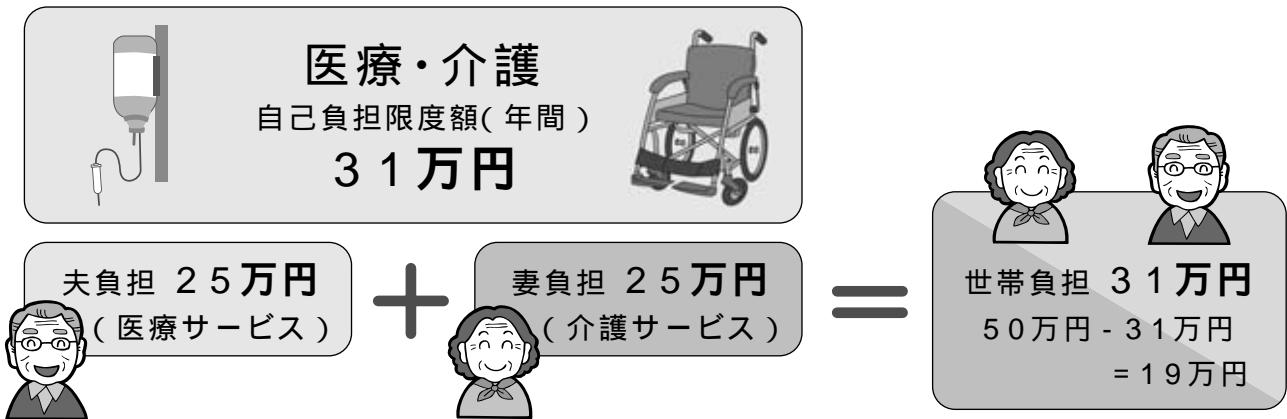 医療・介護
自己負担限度額(年間)
31万円
夫負担 25万円
(医療サービス)
+
妻負担 25万円
(介護サービス)
=
世帯負担 31万円
50万円-31万円
=19万円